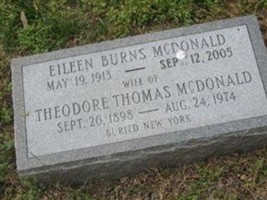 EILEEN BURNS MCDONALD
MAY 19, 1913 — SEPT. 12, 2005
WIFE OF
THEODORE THOMAS MCDONALD
SEPT. 20, 1898 — AUG. 24, 1974
BURIED NEW YORK